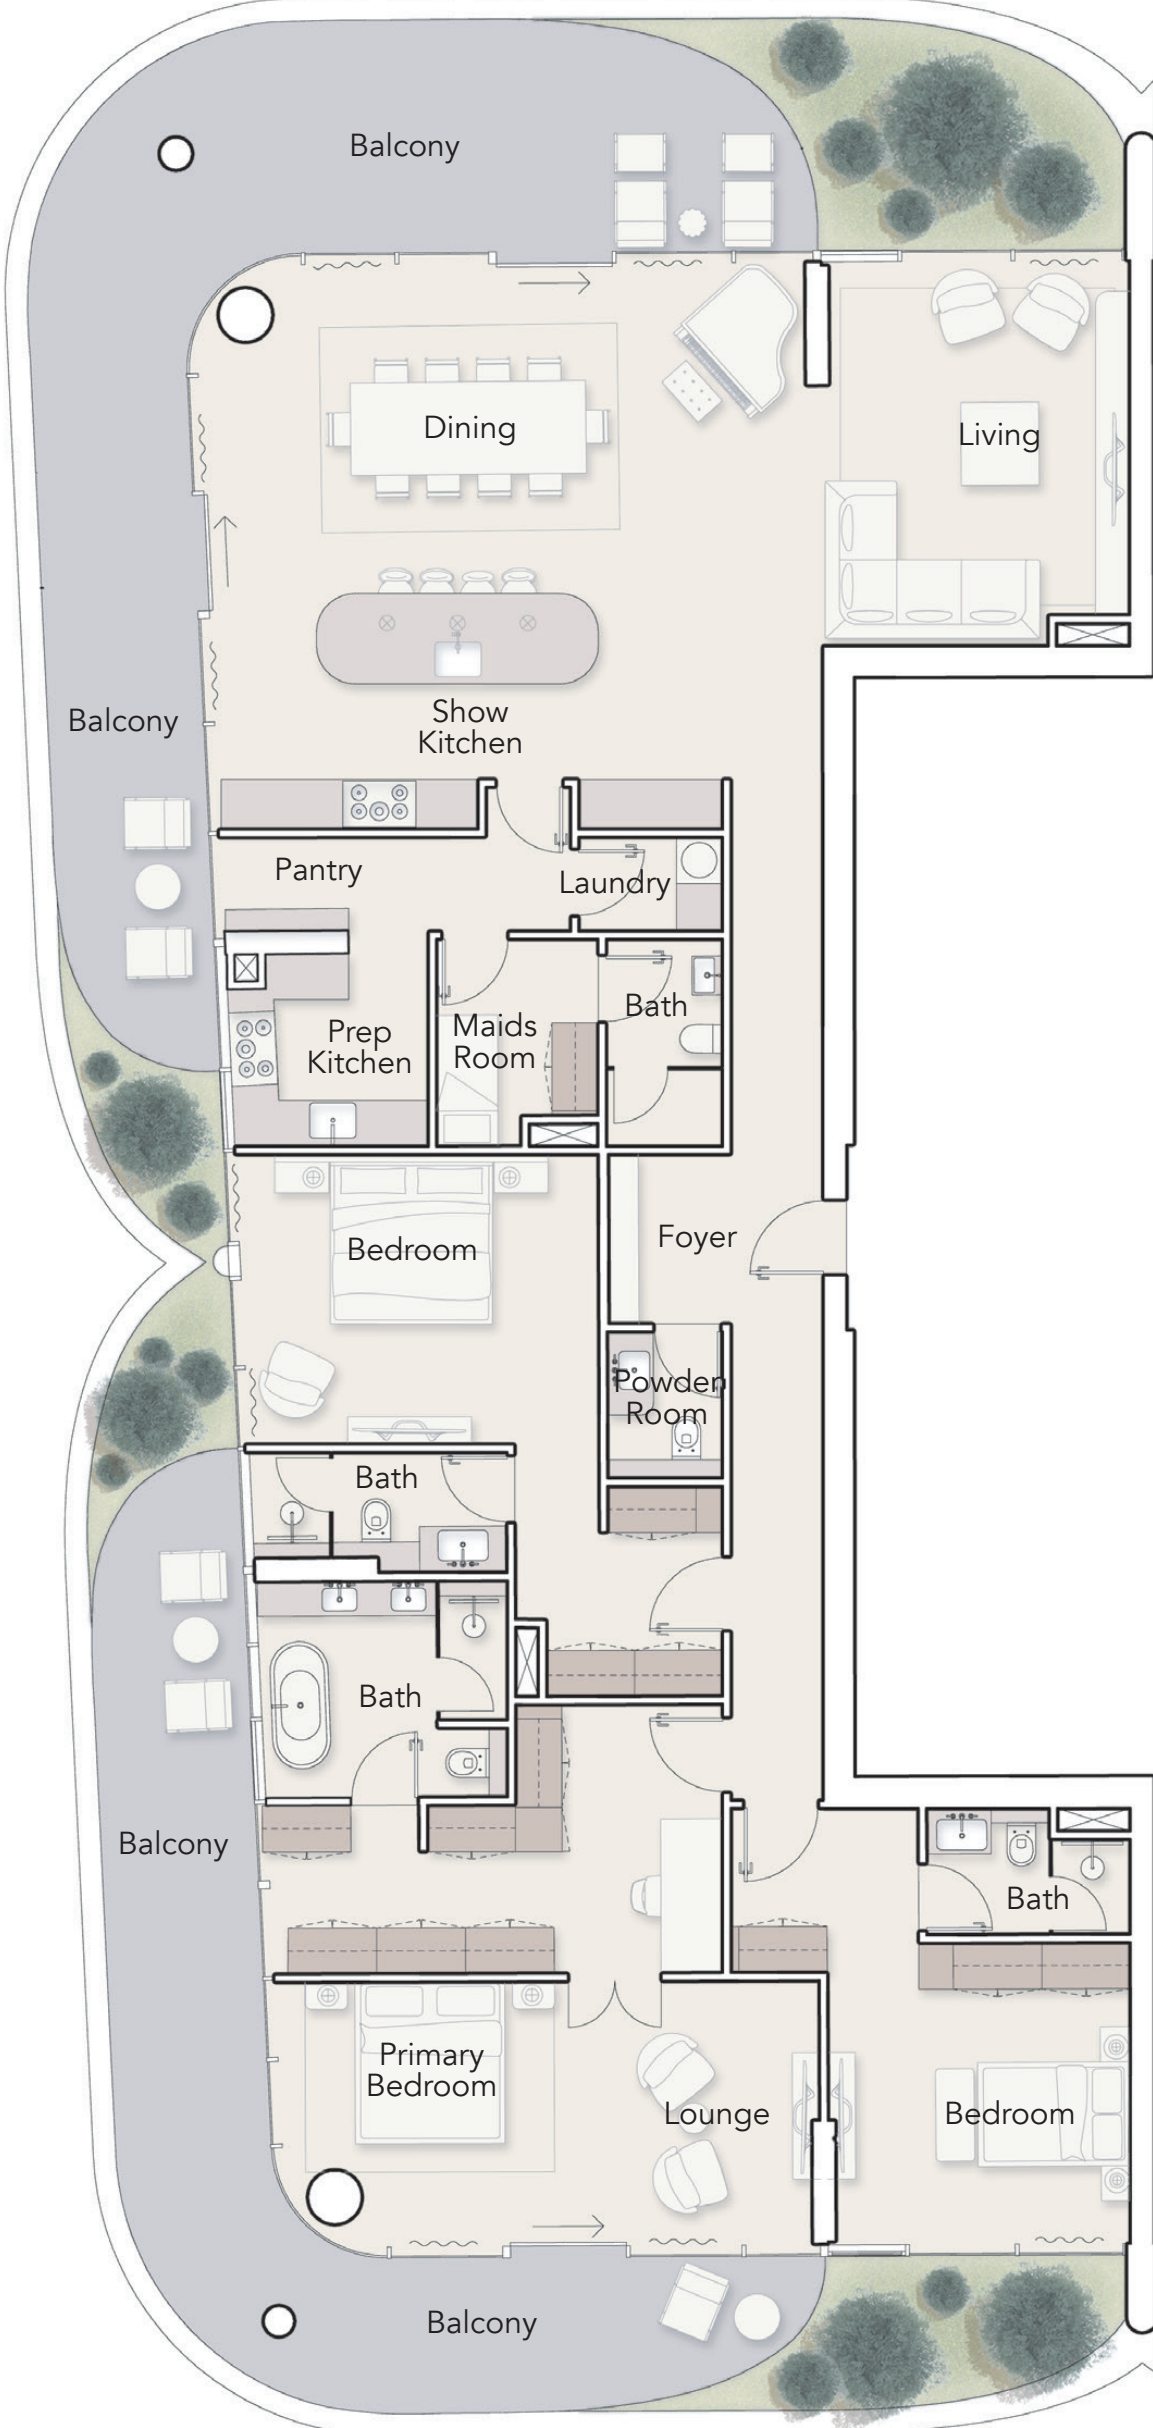 Balcony
Dining
Living
Show
Kitchen
Balcony
Pantry
Laundry
Bath
Maids
Room
Prep
Kitchen
Foyer
Bedroom
Powder
Room
Bath
Bath
Balcony
Bath
Primary
Bedroom
Lounge
Bedroom
Balcony